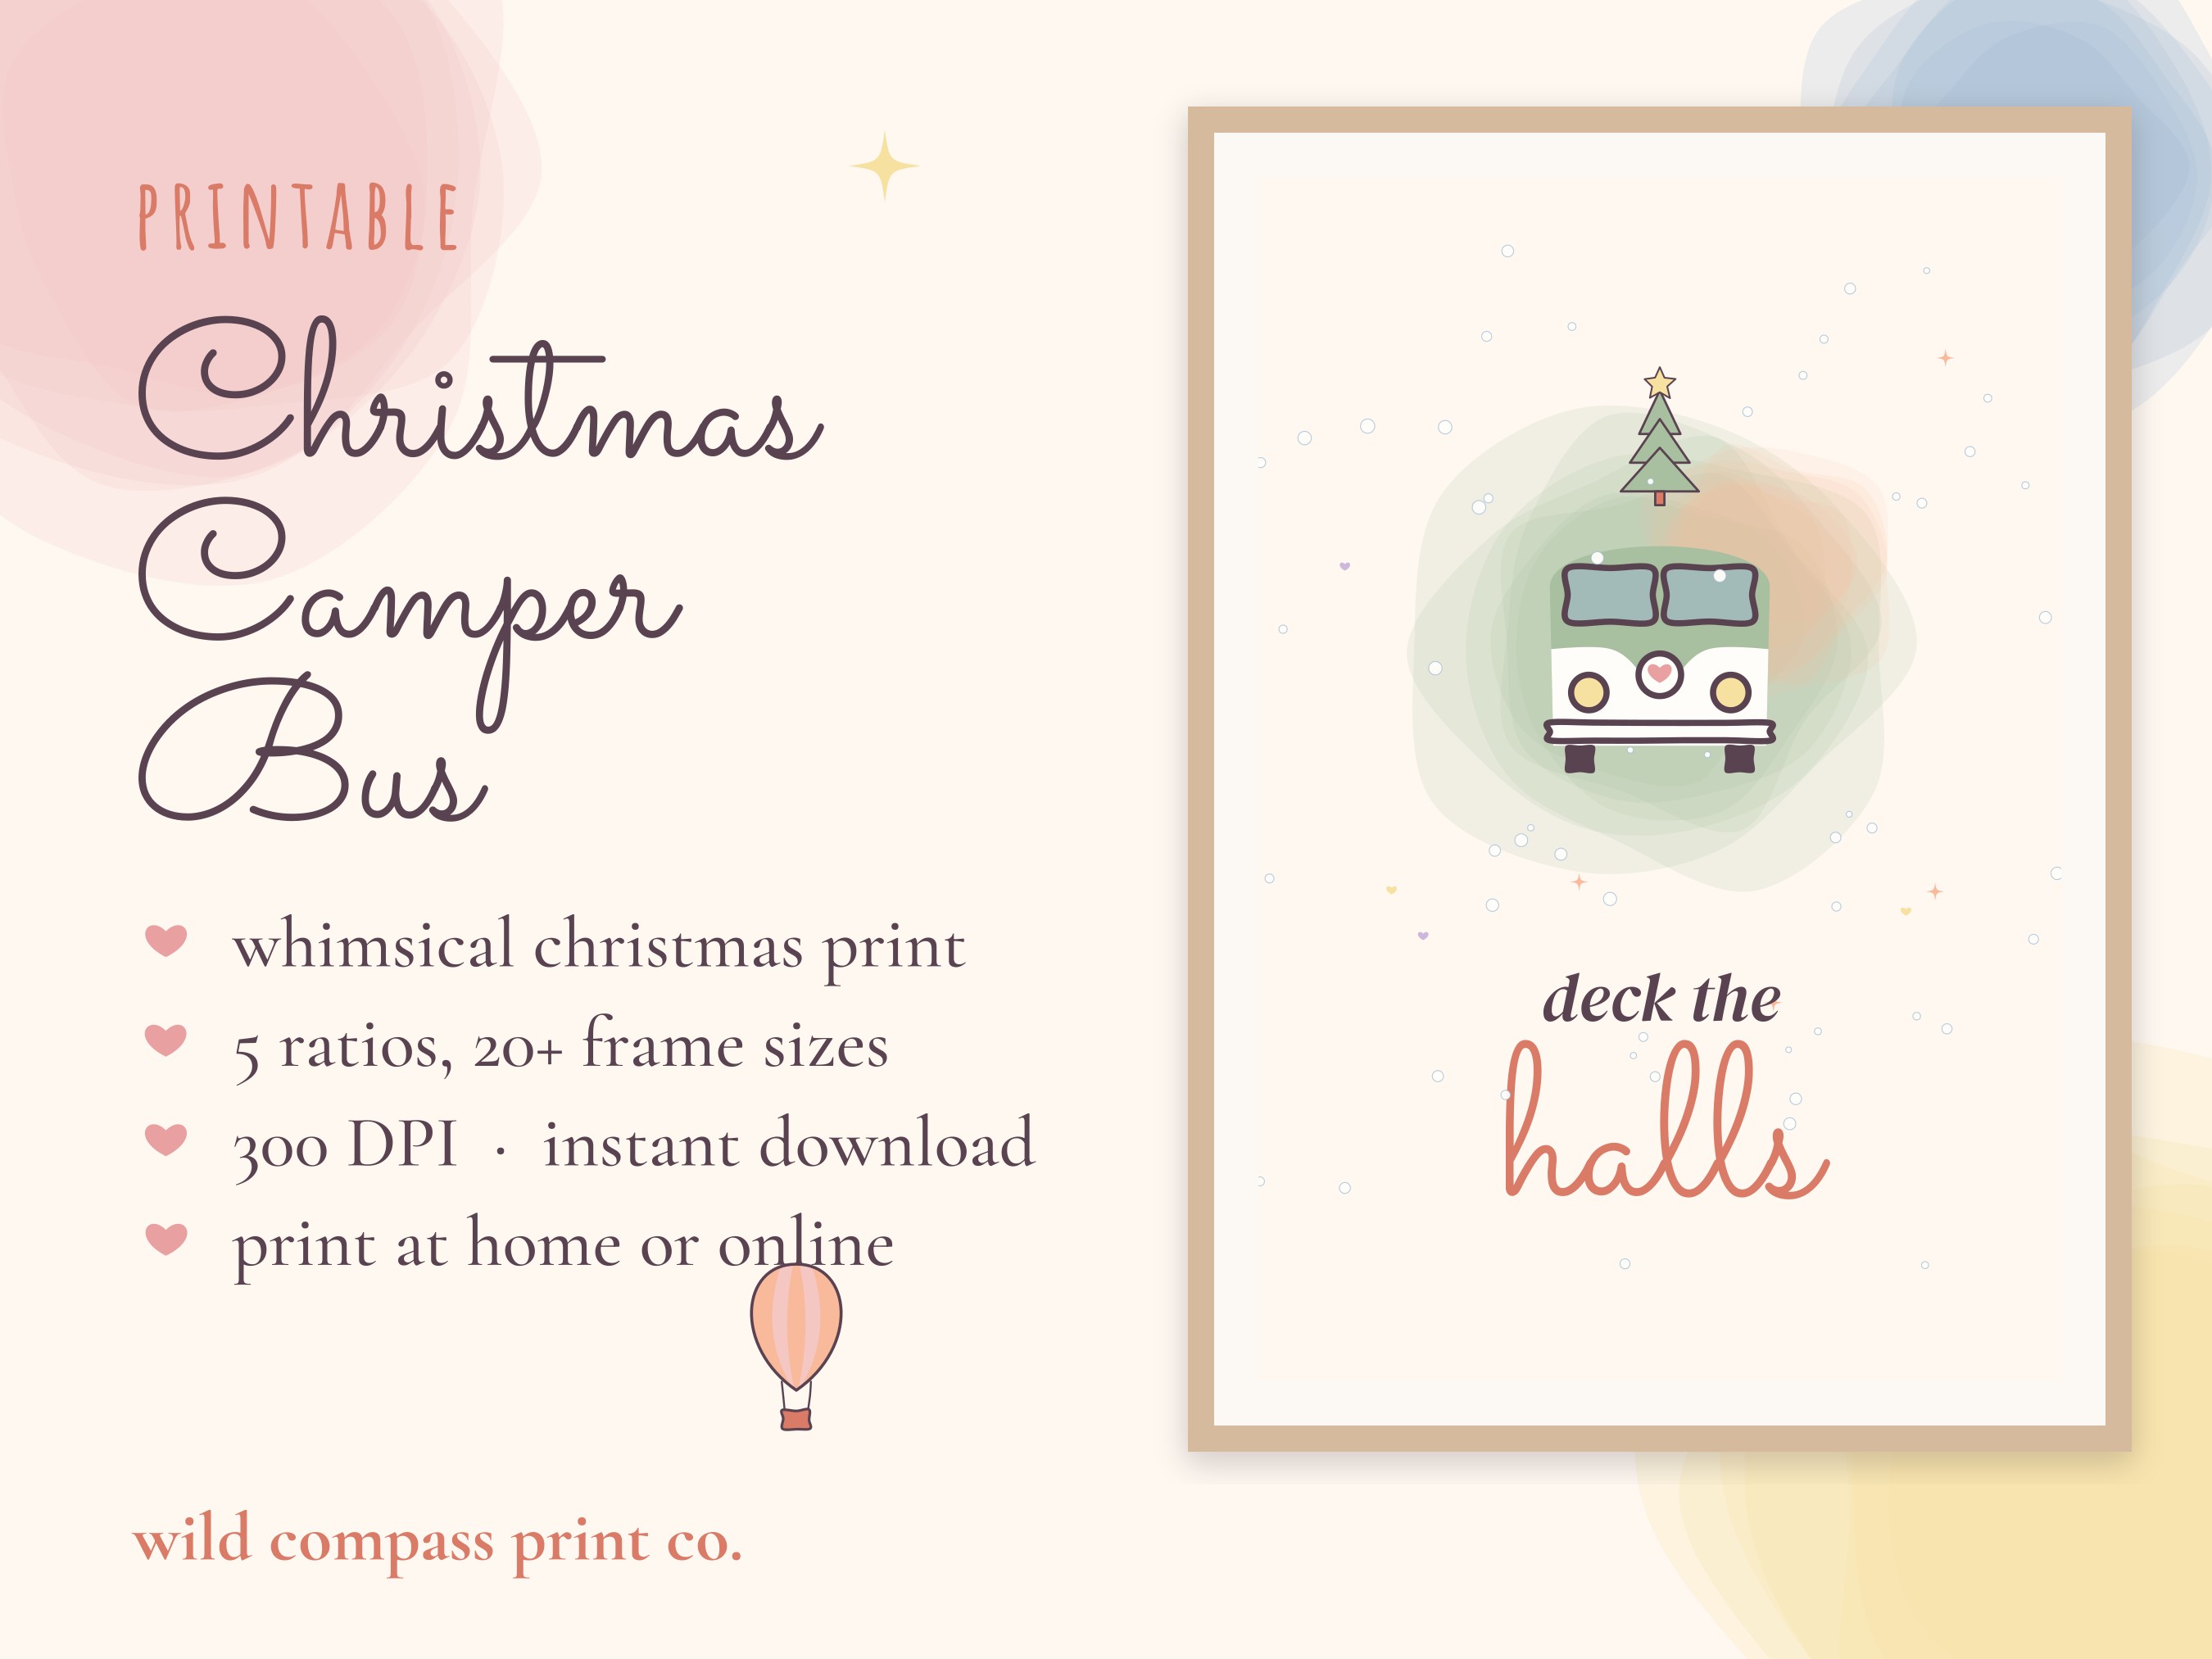 PRINTABLE
Christmas
Camper
Bus
whimsical christmas print
5 ratios, 20+ frame sizes
300 DPI · instant download
print at home or online
wild compass print co.
deck the
halls